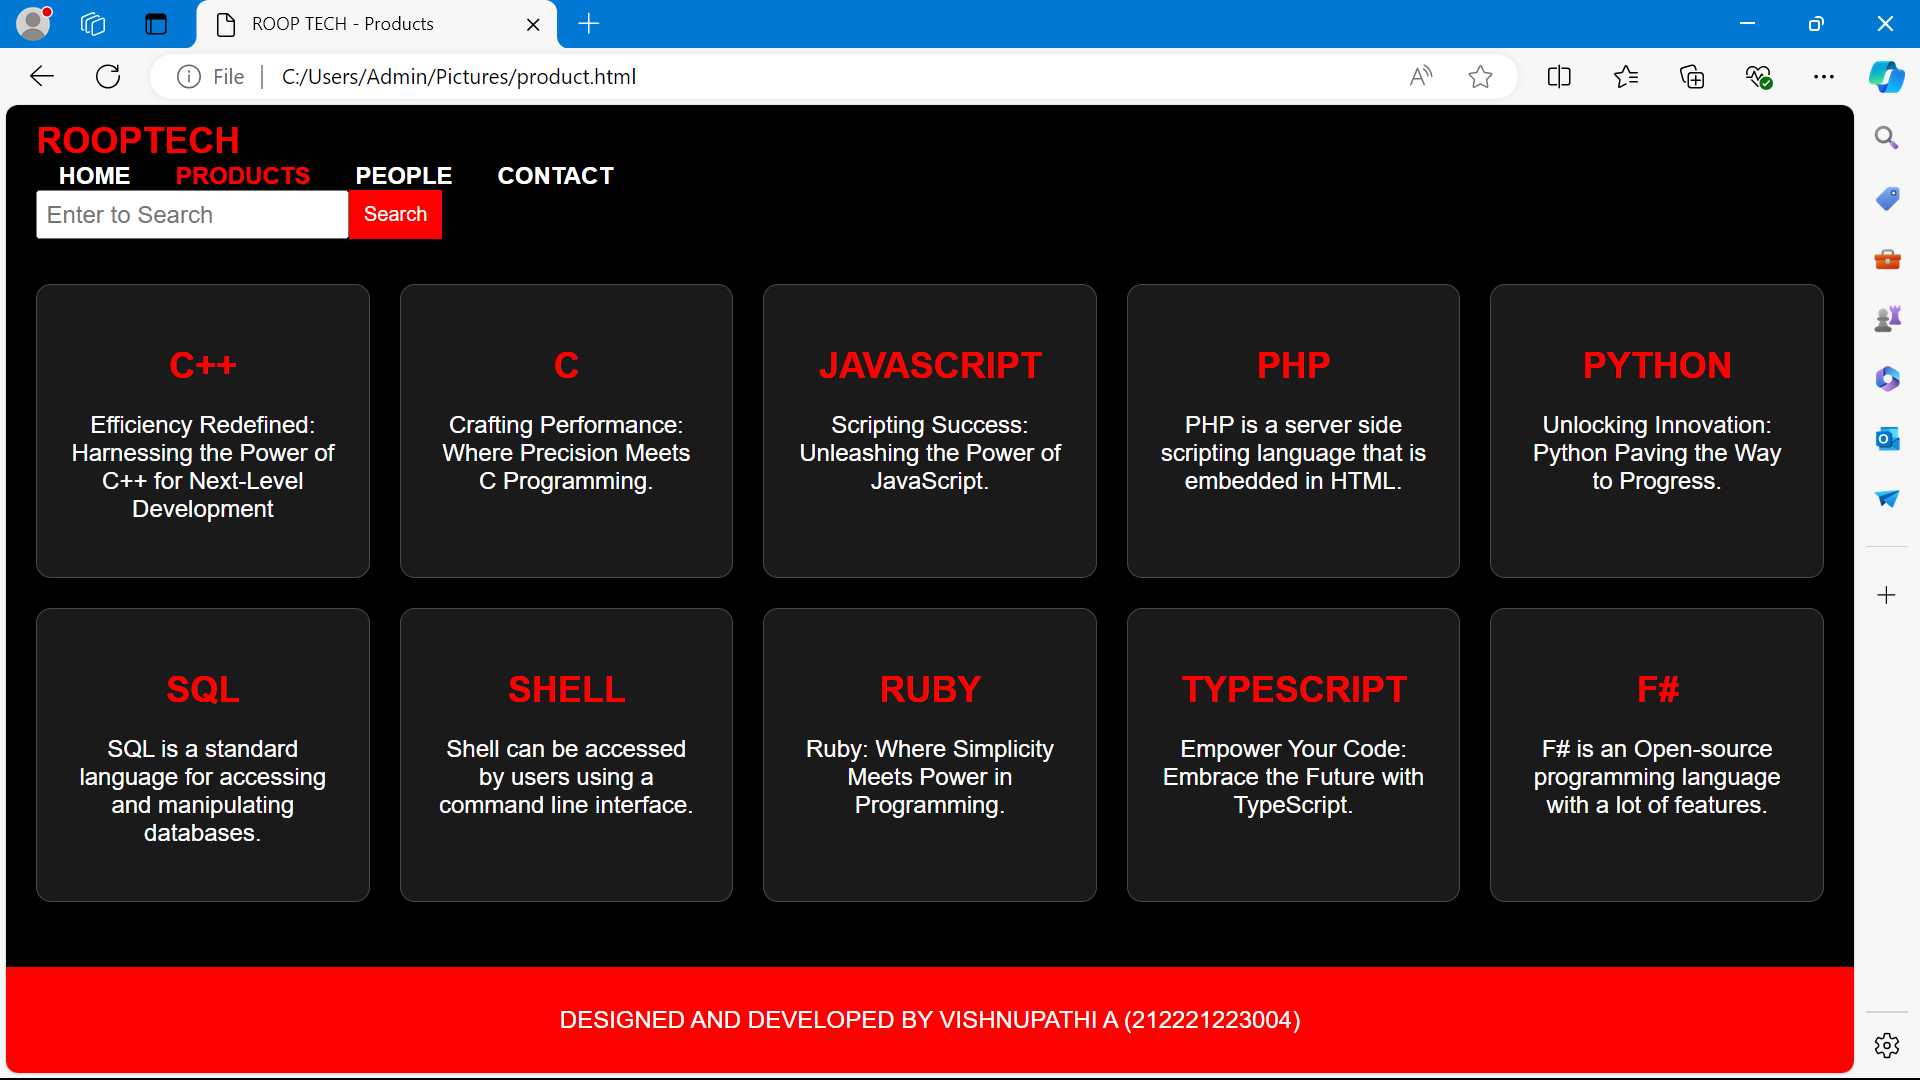 ROOP TECH - Products
File
C:/Users/Admin/Pictures/product.html
ROOPTECH
HOME PRODUCTS PEOPLE CONTACT
Enter to Search Search
C++
Efficiency Redefined:
Harnessing the Power of
C++ for Next-Level
Development
C
Crafting Performance:
Where Precision Meets
C Programming.
JAVASCRIPT
Scripting Success:
Unleashing the Power of
JavaScript.
PHP
PHP is a server side
scripting language that is
embedded in HTML.
PYTHON
Unlocking Innovation:
Python Paving the Way
to Progress.
SQL
SQL is a standard
language for accessing
and manipulating
databases.
SHELL
Shell can be accessed
by users using a
command line interface.
RUBY
Ruby: Where Simplicity
Meets Power in
Programming.
TYPESCRIPT
Empower Your Code:
Embrace the Future with
TypeScript.
F#
F# is an Open-source
programming language
with a lot of features.
DESIGNED AND DEVELOPED BY VISHNUPATHI A (212221223004)